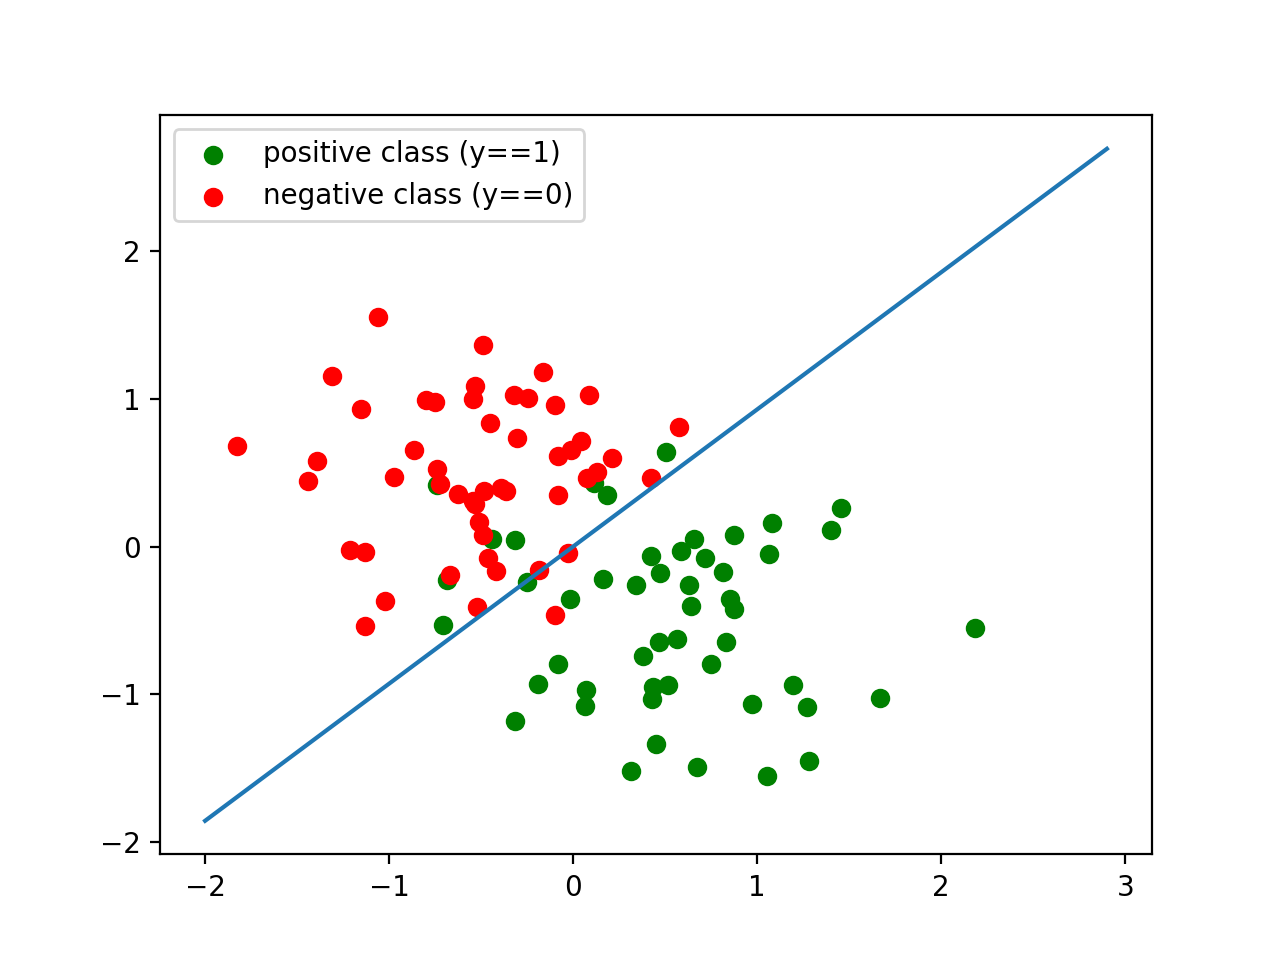 positive class (y==1)
negative class (y==0)
2
1
0
−1
−2
−2 −1 0 1 2 3